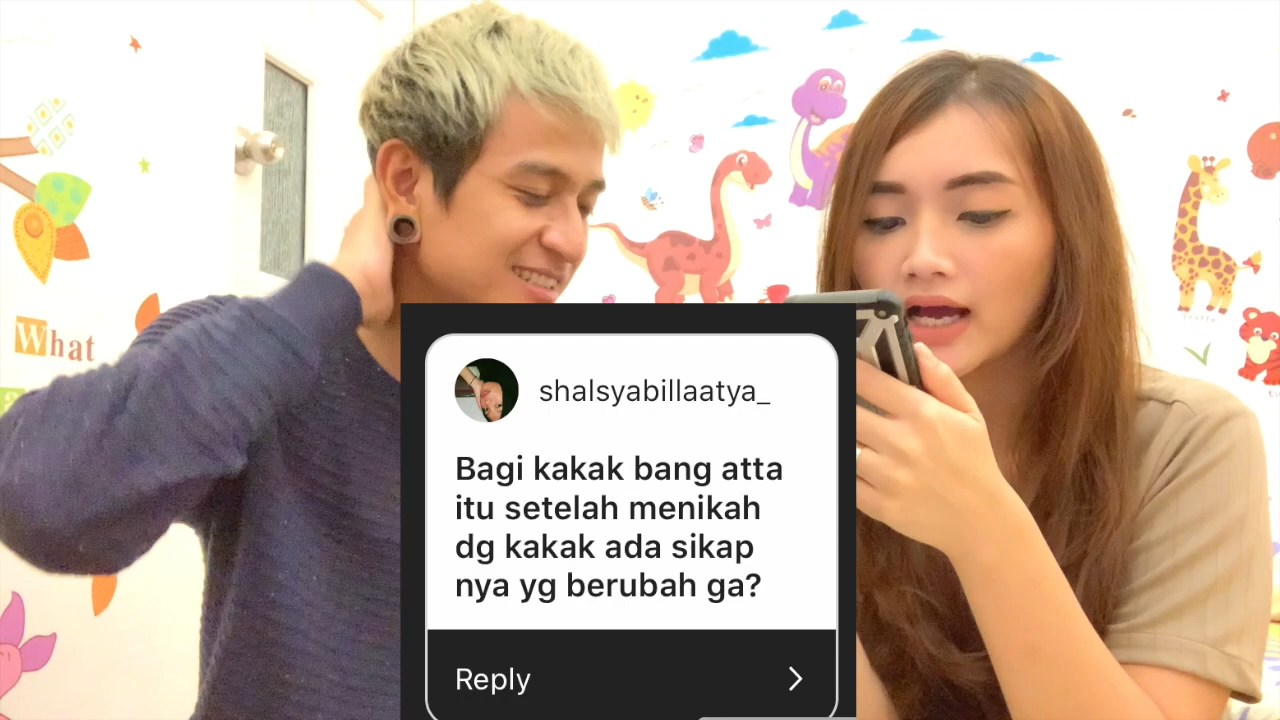 What
shalsyabillaatya_
Bagi kakak bang atta
itu setelah menikah
dg kakak ada sikap
nya yg berubah ga?
Reply